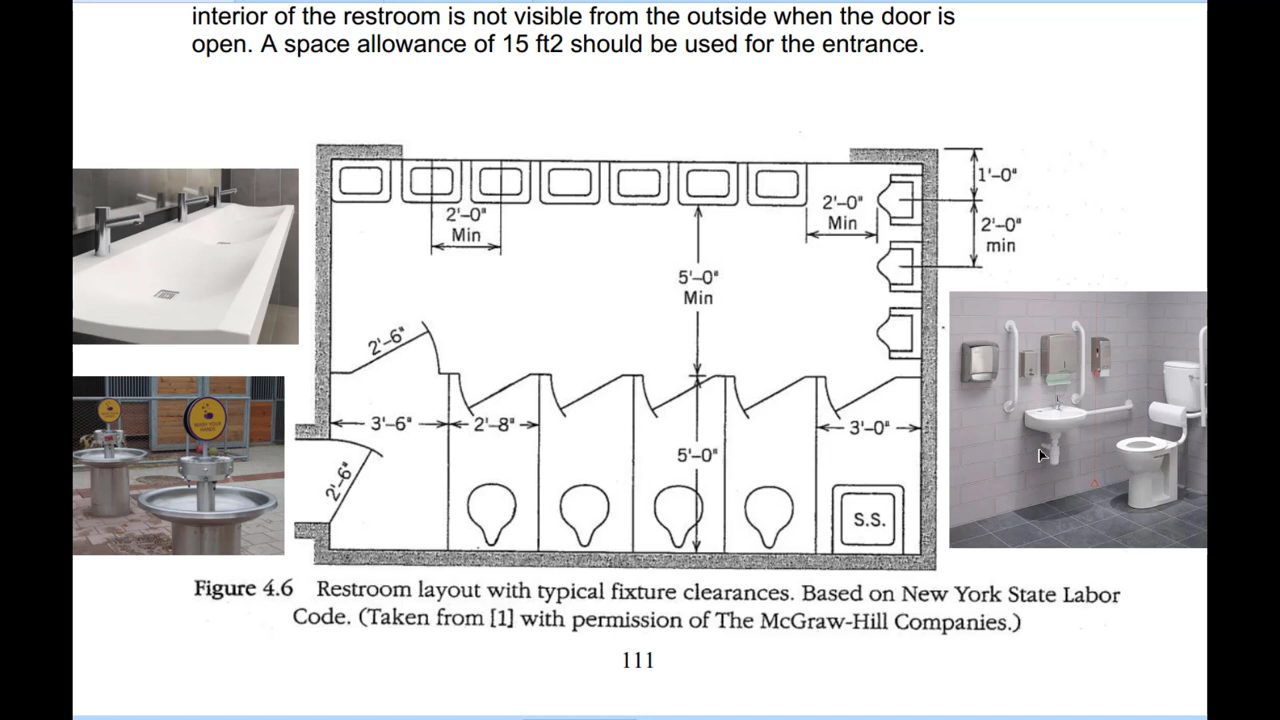 interior of the restroom is not visible from the outside when the door is
open. A space allowance of 15 ft2 should be used for the entrance.
1'–0"
2'–0"
Min
2'–0"
Min
2'–0"
min
5'–0"
Min
2'–6"
3'–6"
2'–8"
3'–0"
5'–0"
2'–6"
S.S.
WASH YOUR
HANDS
Figure 4.6 Restroom layout with typical fixture clearances. Based on New York State Labor
Code. (Taken from [1] with permission of The McGraw-Hill Companies.)
111